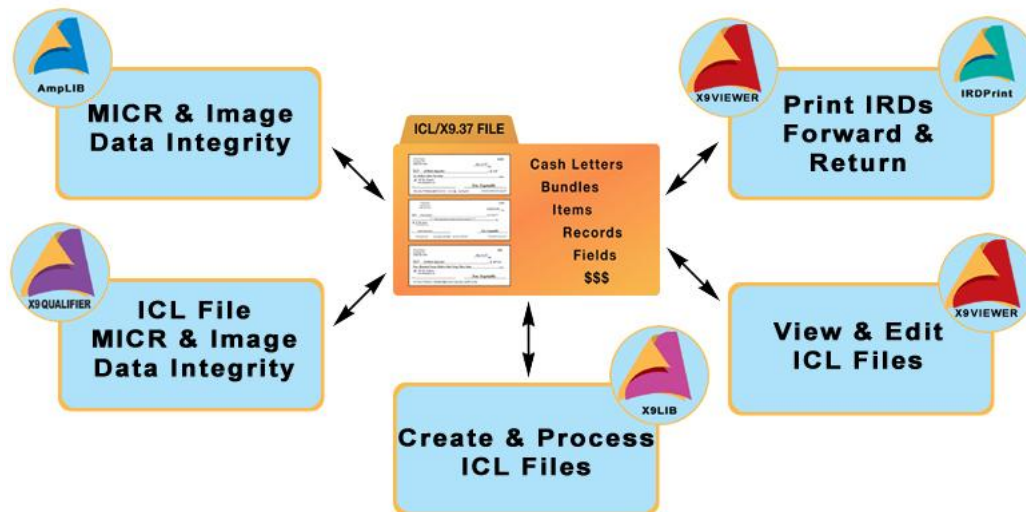 AmpLIB
MICR & Image
Data Integrity
X9QUALIFIER
ICL File
MICR & Image
Data Integrity
ICL/X9.37 FILE
Cash Letters
Bundles
Items
Records
Fields
$$$
X9LIB
Create & Process
ICL Files
X9VIEWER
IRDPrint
Print IRDs
Forward &
Return
X9VIEWER
View & Edit
ICL Files